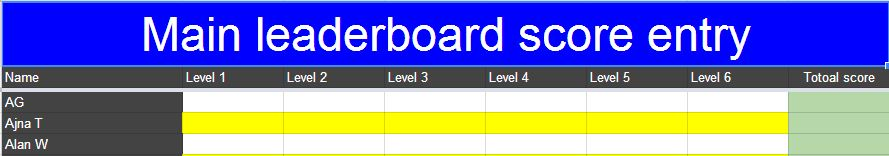 Main leaderboard score entry
Name Level 1 Level 2 Level 3 Level 4 Level 5 Level 6 Totoal score
AG
Ajna T
Alan W